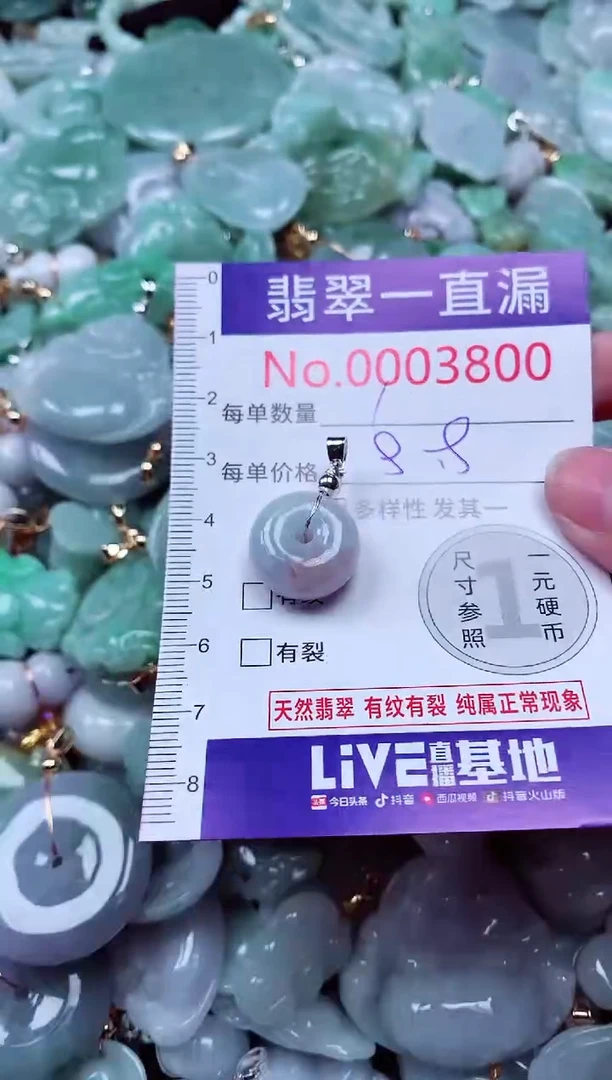 0
1
2
3
4
5
6
7
8
翡翠一直漏
No.0003800
每单数量
每单价格
多样性 发其一
尺寸参照
1
一元硬币
有裂
天然翡翠 有纹有裂 纯属正常现象
LiVE直播基地
头条 今日头条 抖音 西瓜视频 抖音火山版